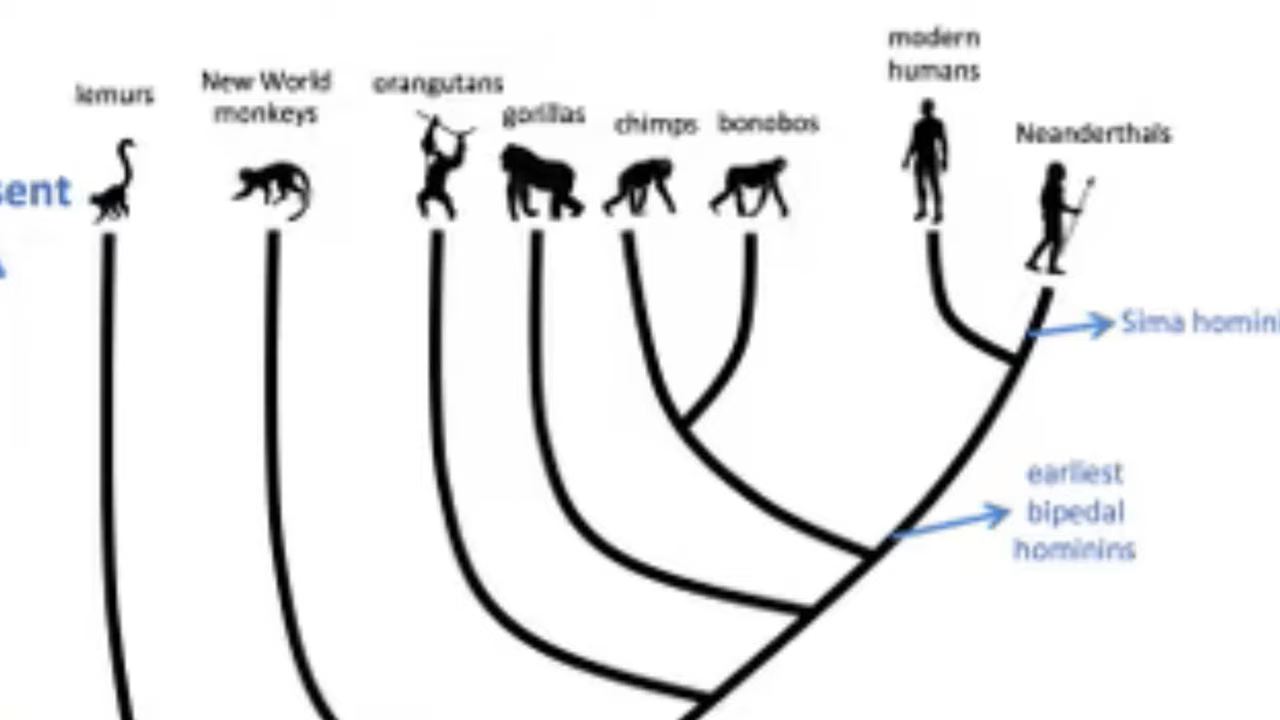 modern
humans
lemurs
New World
monkeys
orangutans
gorillas
chimps
bonobos
Neanderthals
sent
Sima homini
earliest
bipedal
hominins